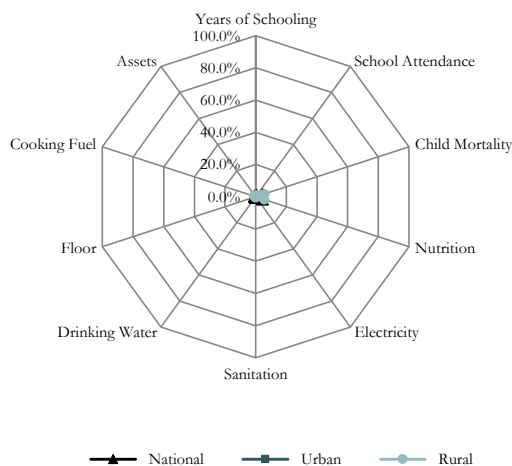 Years of Schooling
100.0%
Assets
School Attendance
80.0%
60.0%
40.0%
Cooking Fuel
Child Mortality
20.0%
0.0%
Floor
Nutrition
Drinking Water
Electricity
Sanitation
National Urban Rural